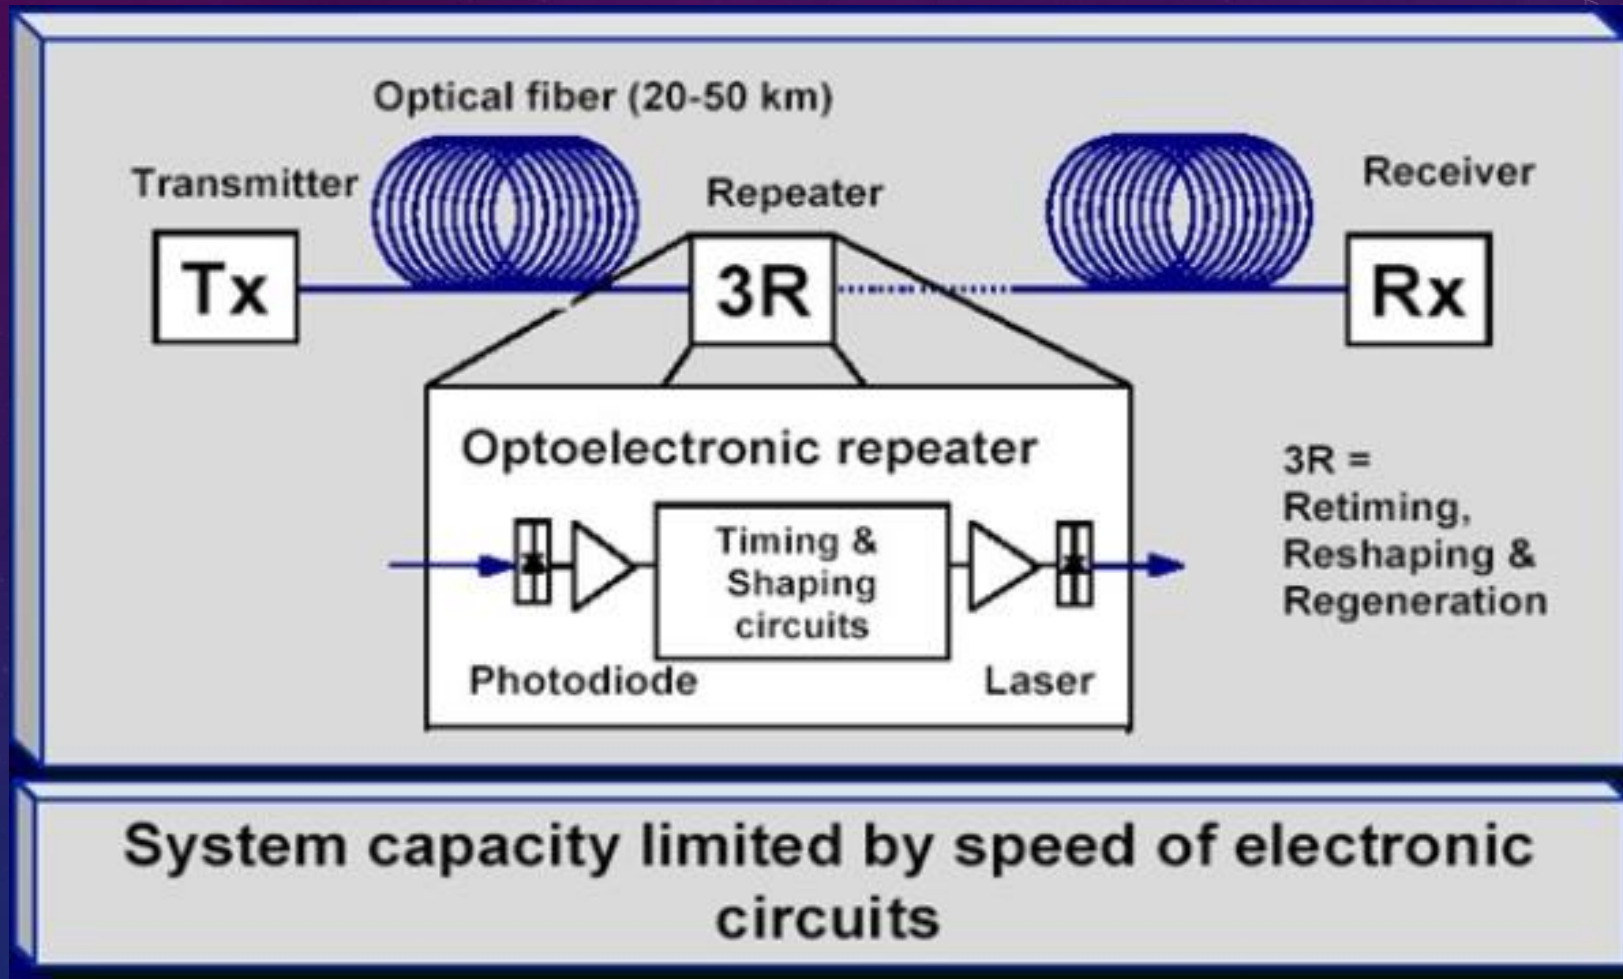 Optical fiber (20-50 km)
Transmitter
Repeater
Receiver
Tx
3R
Rx
Optoelectronic repeater
Timing &
Shaping
circuits
Photodiode
Laser
3R =
Retiming,
Reshaping &
Regeneration
System capacity limited by speed of electronic
circuits